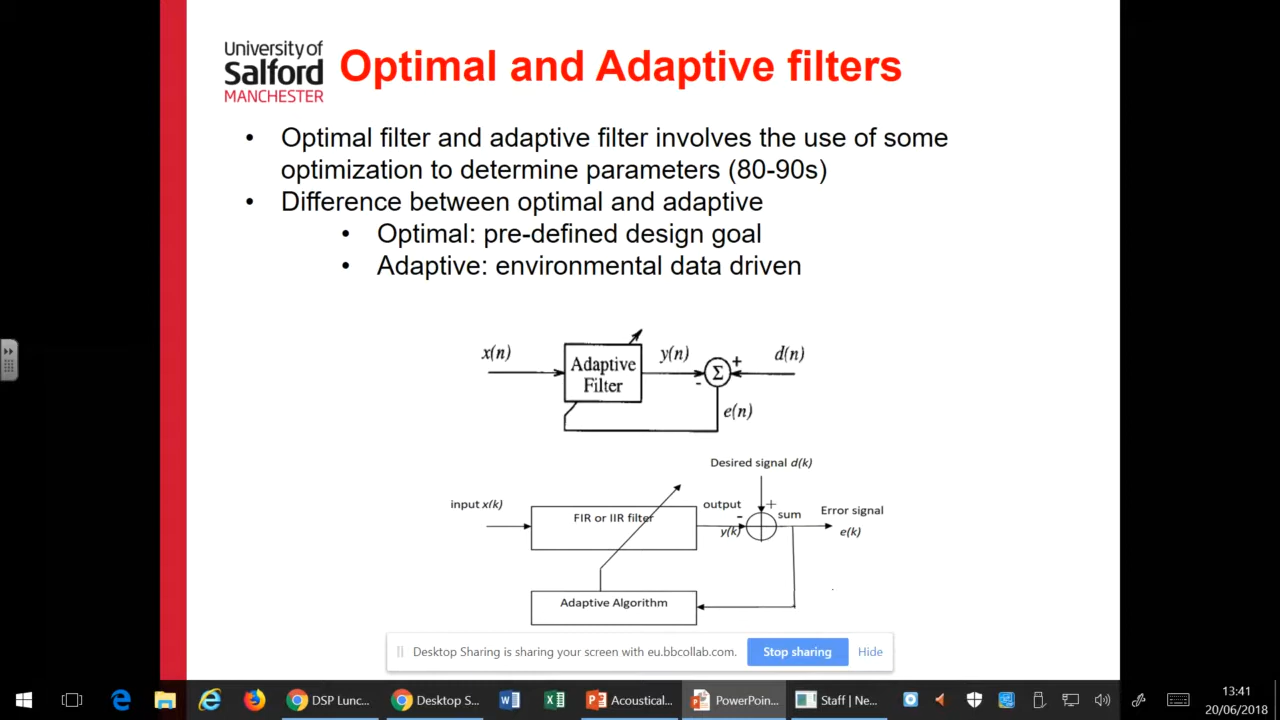 University of
Salford
MANCHESTER
Optimal and Adaptive filters
• Optimal filter and adaptive filter involves the use of some
optimization to determine parameters (80-90s)
• Difference between optimal and adaptive
• Optimal: pre-defined design goal
• Adaptive: environmental data driven
x(n)
Adaptive
Filter
y(n)
Σ
+
-
d(n)
e(n)
Desired signal d(k)
input x(k)
FIR or IIR filter
output
y(k)
+
-
sum
Error signal
e(k)
Adaptive Algorithm
Desktop Sharing is sharing your screen with eu.bbcollab.com.
Stop sharing
Hide
DSP Lunc...
Desktop S...
Acoustical...
PowerPoin...
Staff | Ne...
13:41
20/06/2018